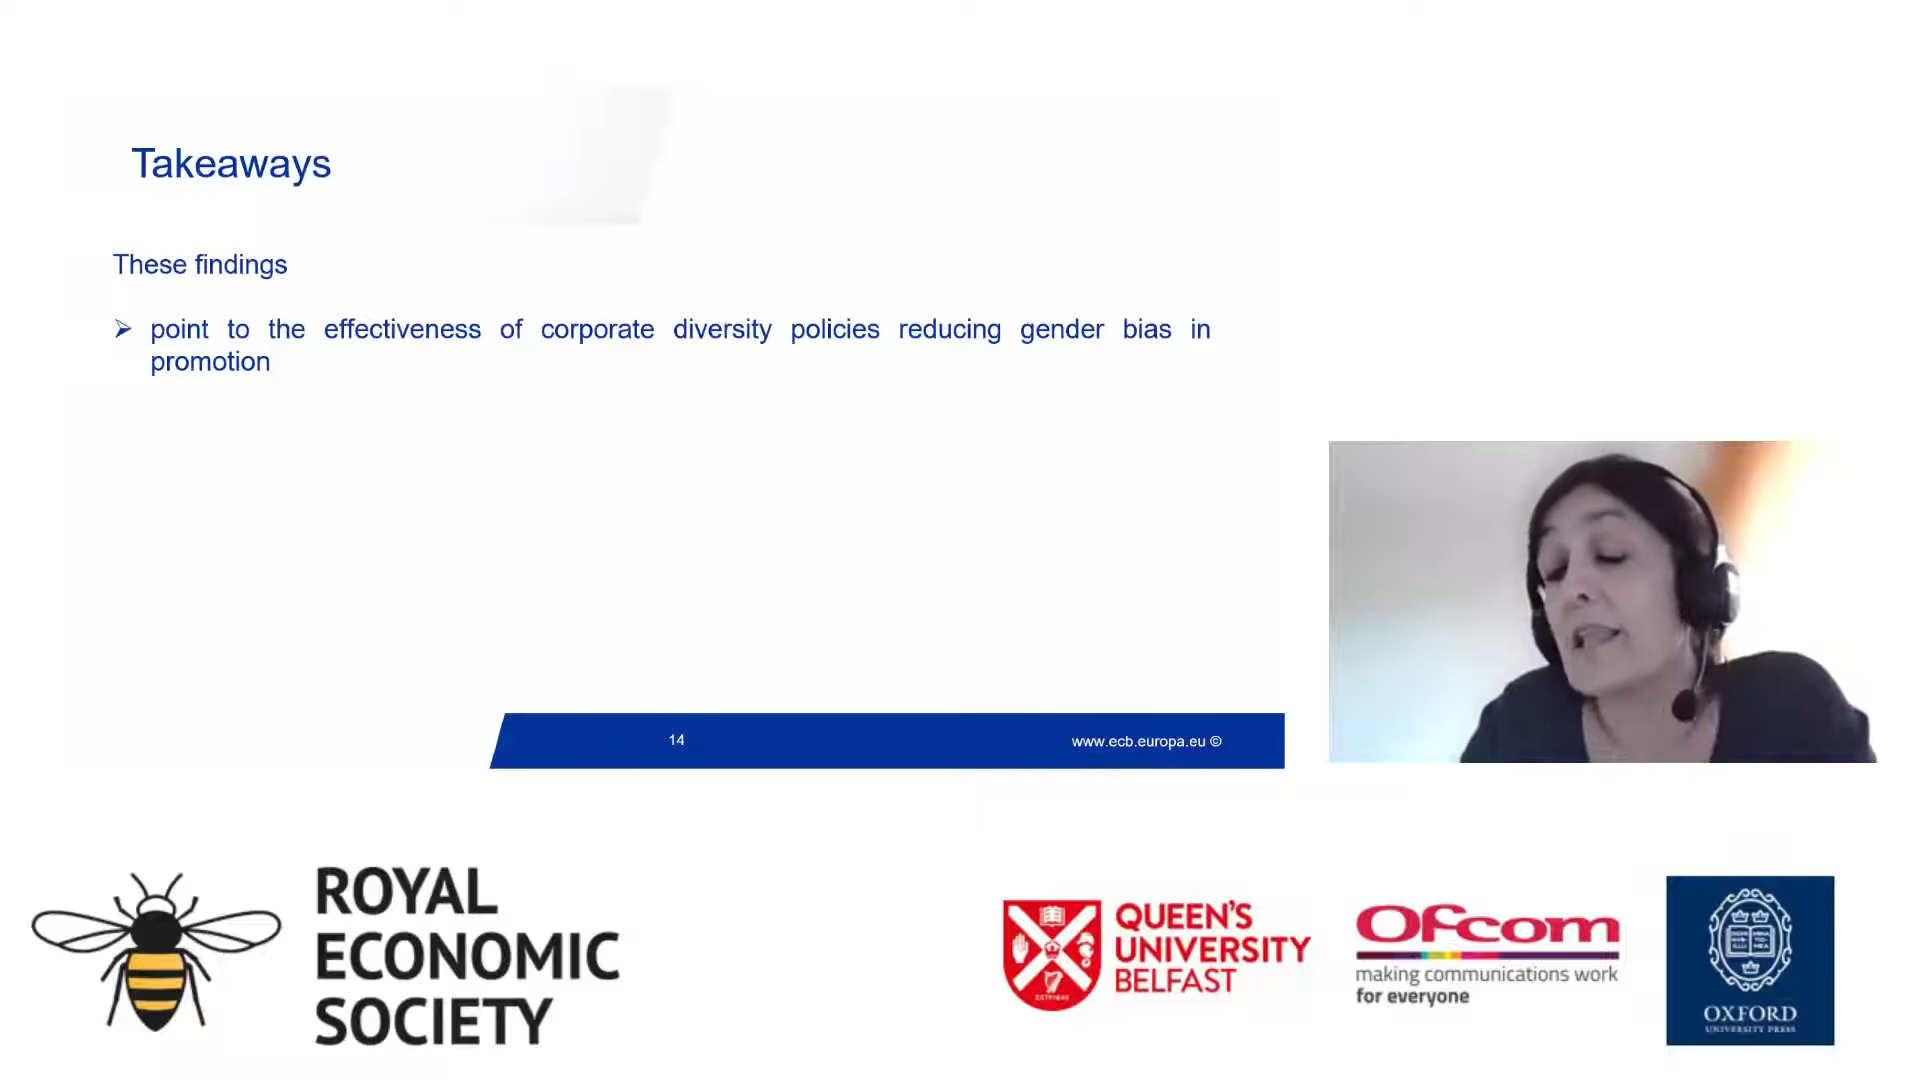 Takeaways
These findings
point to the effectiveness of corporate diversity policies reducing gender bias in
promotion
14
www.ecb.europa.eu ©
ROYAL
ECONOMIC
SOCIETY
QUEEN'S
UNIVERSITY
BELFAST
Ofcom
making communications work
for everyone
OXFORD
UNIVERSITY PRESS